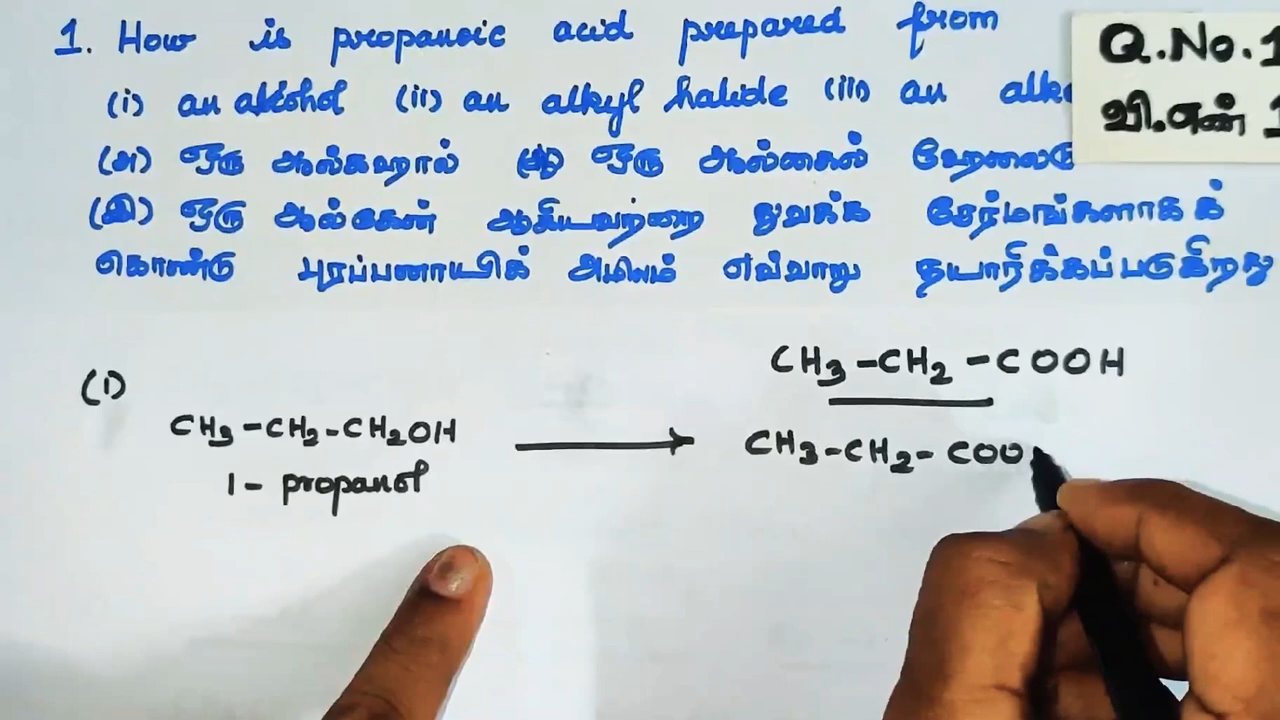 1. How is propanoic acid prepared from
(i) an alcohol (ii) an alkyl halide (iii) an
Q.No.1
வி.எண் 1
(அ) ஒரு ஆல்கஹால் (ஆ) ஒரு ஆல்கைல் ஹேலைடு
(இ) ஒரு ஆல்கேன் ஆகியவற்றை துவக்க சேர்மங்களாகக்
கொண்டு புரப்பனாயிக் அமிலம் எவ்வாறு தயாரிக்கப்படுகிறது
CH3-CH2-COOH
(i)
CH3-CH2-CH2OH → CH3-CH2-COO
1- propanol